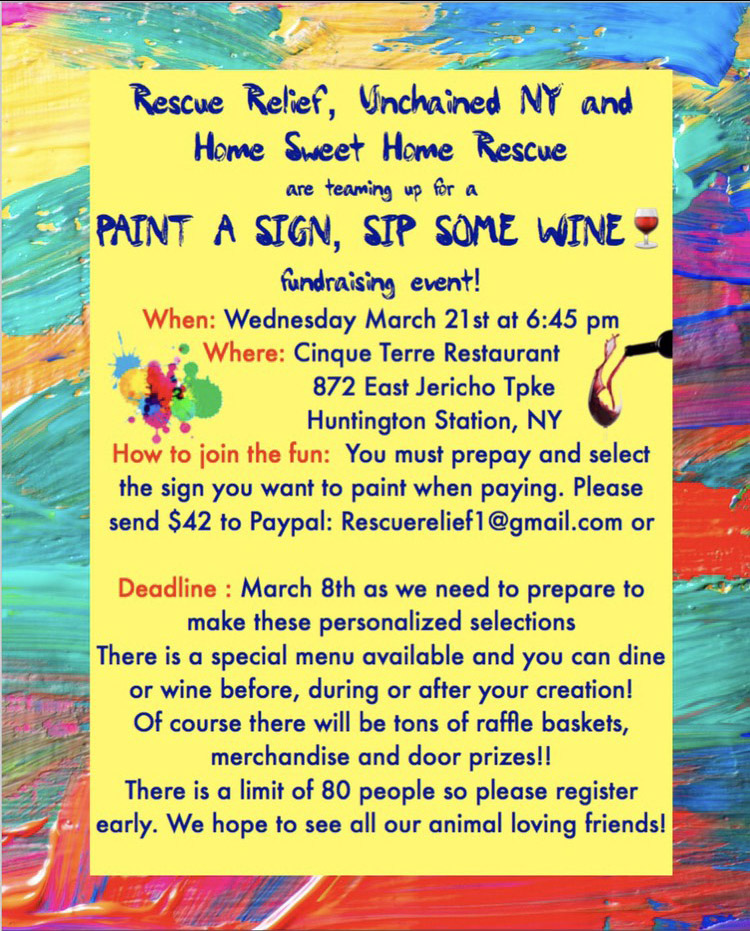 Rescue Relief, Unchained NY and
Home Sweet Home Rescue
are teaming up for a
PAINT A SIGN, SIP SOME WINE🍷
fundraising event!
When: Wednesday March 21st at 6:45 pm
Where: Cinque Terre Restaurant
872 East Jericho Tpke
Huntington Station, NY
How to join the fun: You must prepay and select
the sign you want to paint when paying. Please
send $42 to Paypal: Rescuerelief1@gmail.com or
Deadline : March 8th as we need to prepare to
make these personalized selections
There is a special menu available and you can dine
or wine before, during or after your creation!
Of course there will be tons of raffle baskets,
merchandise and door prizes!!
There is a limit of 80 people so please register
early. We hope to see all our animal loving friends!